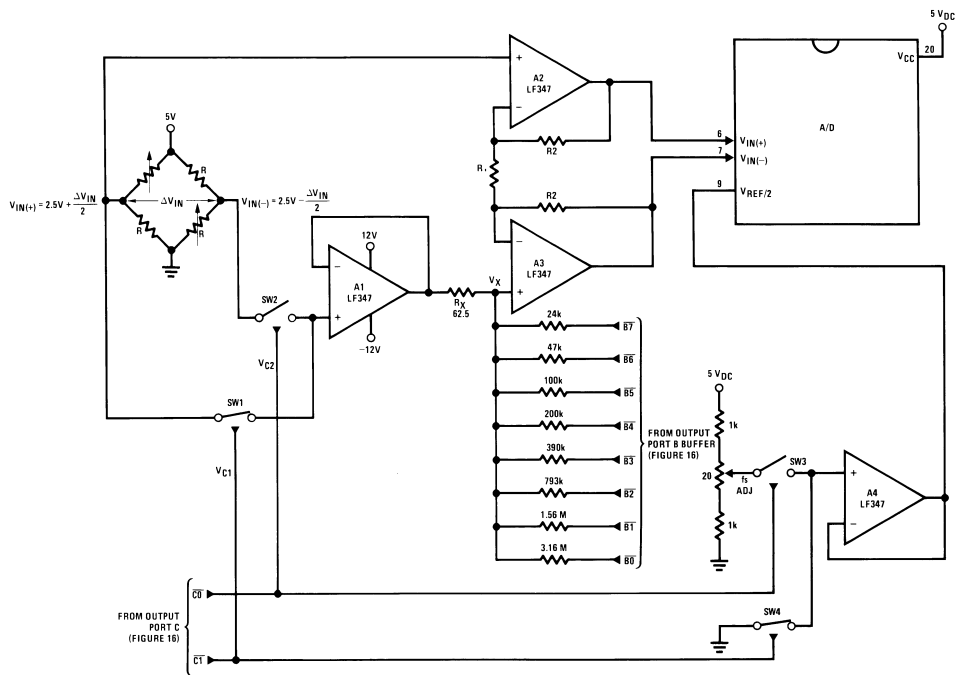 5 V DC
20
VCC
A2
LF347
+
−
A/D
5V
R2
6
VIN(+)
7
VIN(−)
R
R
ΔVIN
VIN(+) = 2.5V + ΔVIN/2
VIN(−) = 2.5V − ΔVIN/2
R
R2
9
VREF/2
12V
−
A1
LF347
+
−12V
−
A3
LF347
+
VX
RX
62.5
SW2
VC2
24k
B7
47k
B6
100k
B5
200k
B4
390k
B3
793k
B2
1.56 M
B1
3.16 M
B0
FROM OUTPUT
PORT B BUFFER
(FIGURE 16)
SW1
VC1
5 VDC
1k
20
fs
ADJ
SW3
1k
+
A4
LF347
−
FROM OUTPUT
PORT C
(FIGURE 16)
C0
C1
SW4